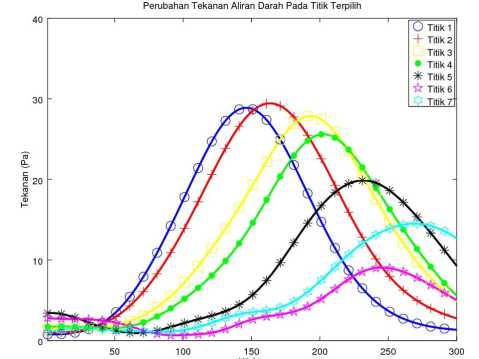 Perubahan Tekanan Aliran Darah Pada Titik Terpilih
40
30
20
10
0
Tekanan (Pa)
50
100
150
200
250
300
Titik 1
Titik 2
Titik 3
Titik 4
Titik 5
Titik 6
Titik 7